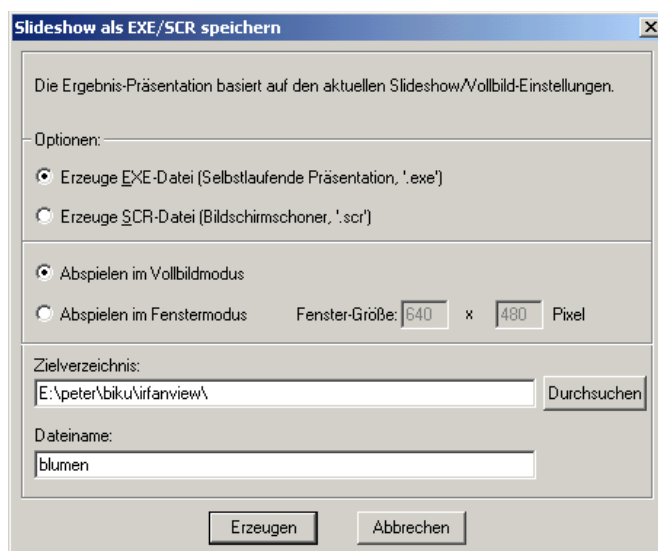 Slideshow als EXE/SCR speichern
Die Ergebnis-Präsentation basiert auf den aktuellen Slideshow/Vollbild-Einstellungen.
Optionen:
Erzeuge EXE-Datei (Selbstlaufende Präsentation, '.exe')
Erzeuge SCR-Datei (Bildschirmschoner, '.scr')
Abspielen im Vollbildmodus
Abspielen im Fenstermodus Fenster-Größe: 640 x 480 Pixel
Zielverzeichnis:
E:\peter\biku\irfanview\ Durchsuchen
Dateiname:
blumen
Erzeugen Abbrechen